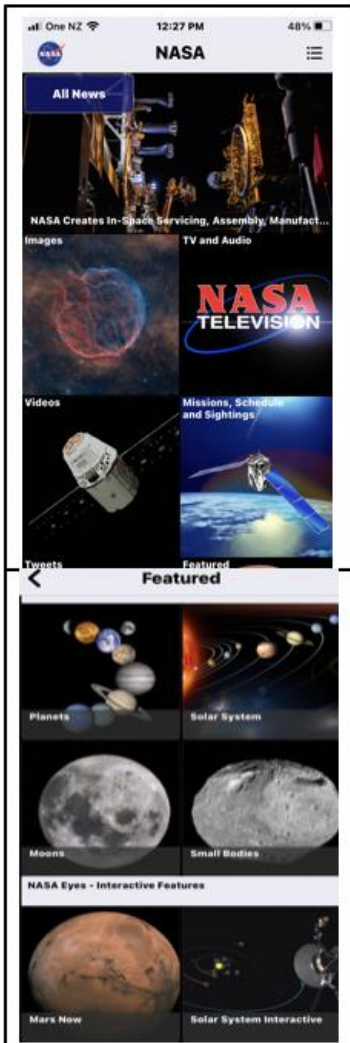 One NZ 12:27 PM 48%
NASA
NASA
All News
NASA Creates In-Space Servicing, Assembly, Manufact...
Images TV and Audio
NASA
TELEVISION
Videos Missions, Schedule
and Sightings
Tweets Featured
Featured
Planets Solar System
Moons Small Bodies
NASA Eyes - Interactive Features
Mars Now Solar System Interactive